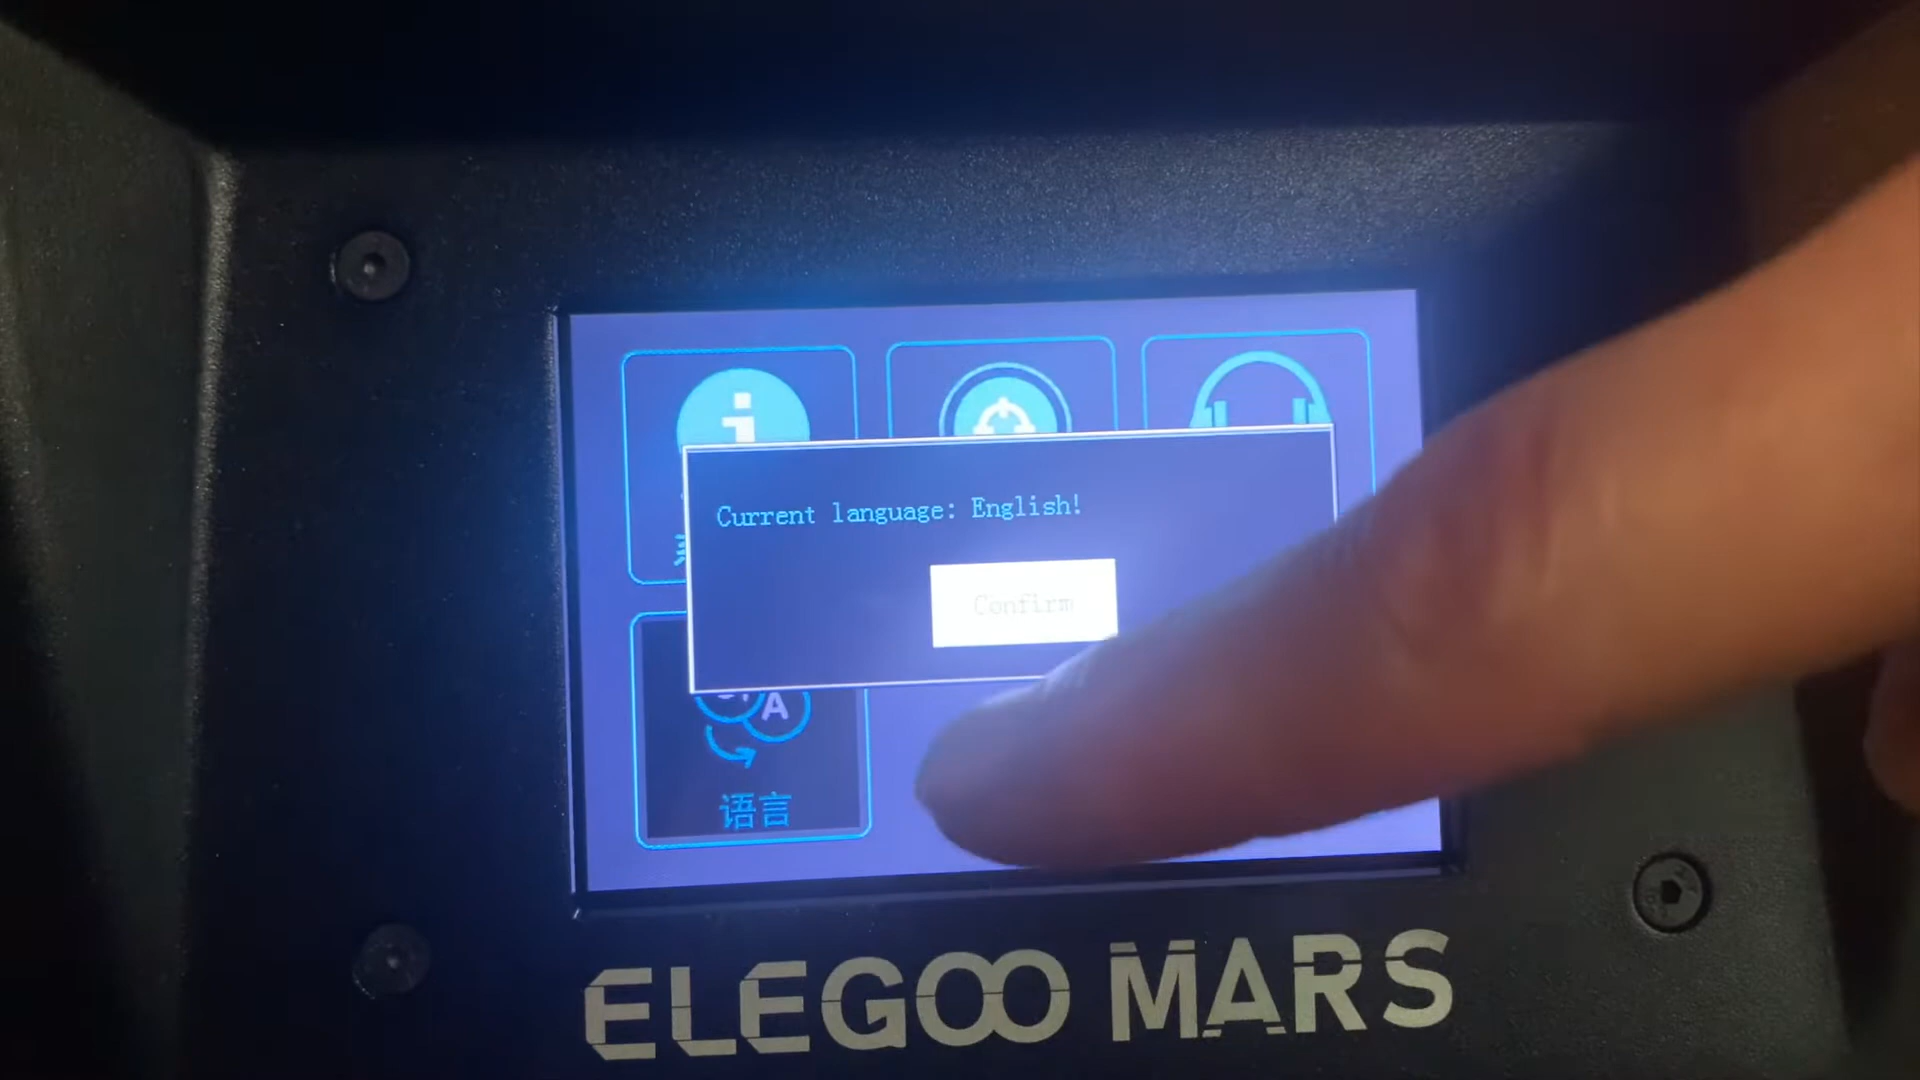 Current language: English!
Confirm
A
语言
ELEGOO MARS